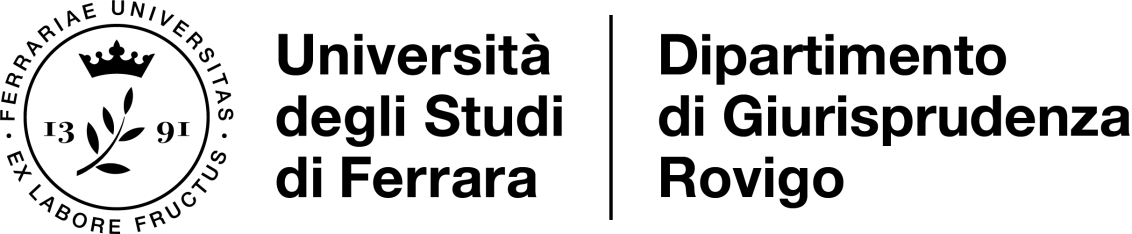 FERRARIAE UNIVERSITAS
13 91
· EX LABORE FRUCTUS ·
Università
degli Studi
di Ferrara
Dipartimento
di Giurisprudenza
Rovigo